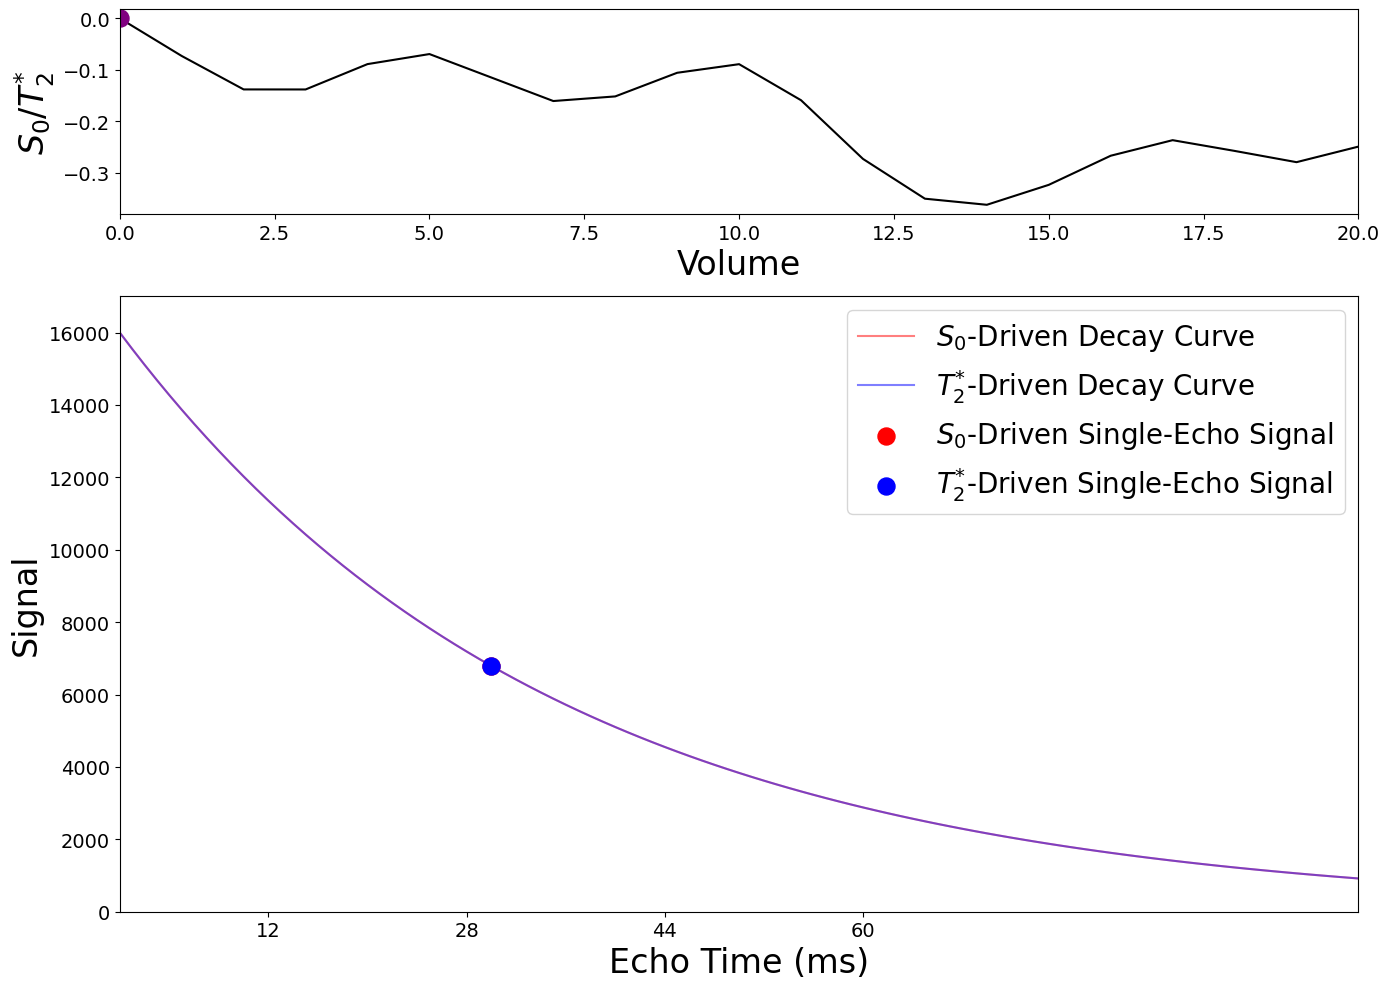 S₀/T₂*
0.0
−0.1
−0.2
−0.3
0.0 2.5 5.0 7.5 10.0 12.5 15.0 17.5 20.0
Volume
Signal
16000
14000
12000
10000
8000
6000
4000
2000
0
S₀-Driven Decay Curve
T₂*-Driven Decay Curve
S₀-Driven Single-Echo Signal
T₂*-Driven Single-Echo Signal
12 28 44 60
Echo Time (ms)